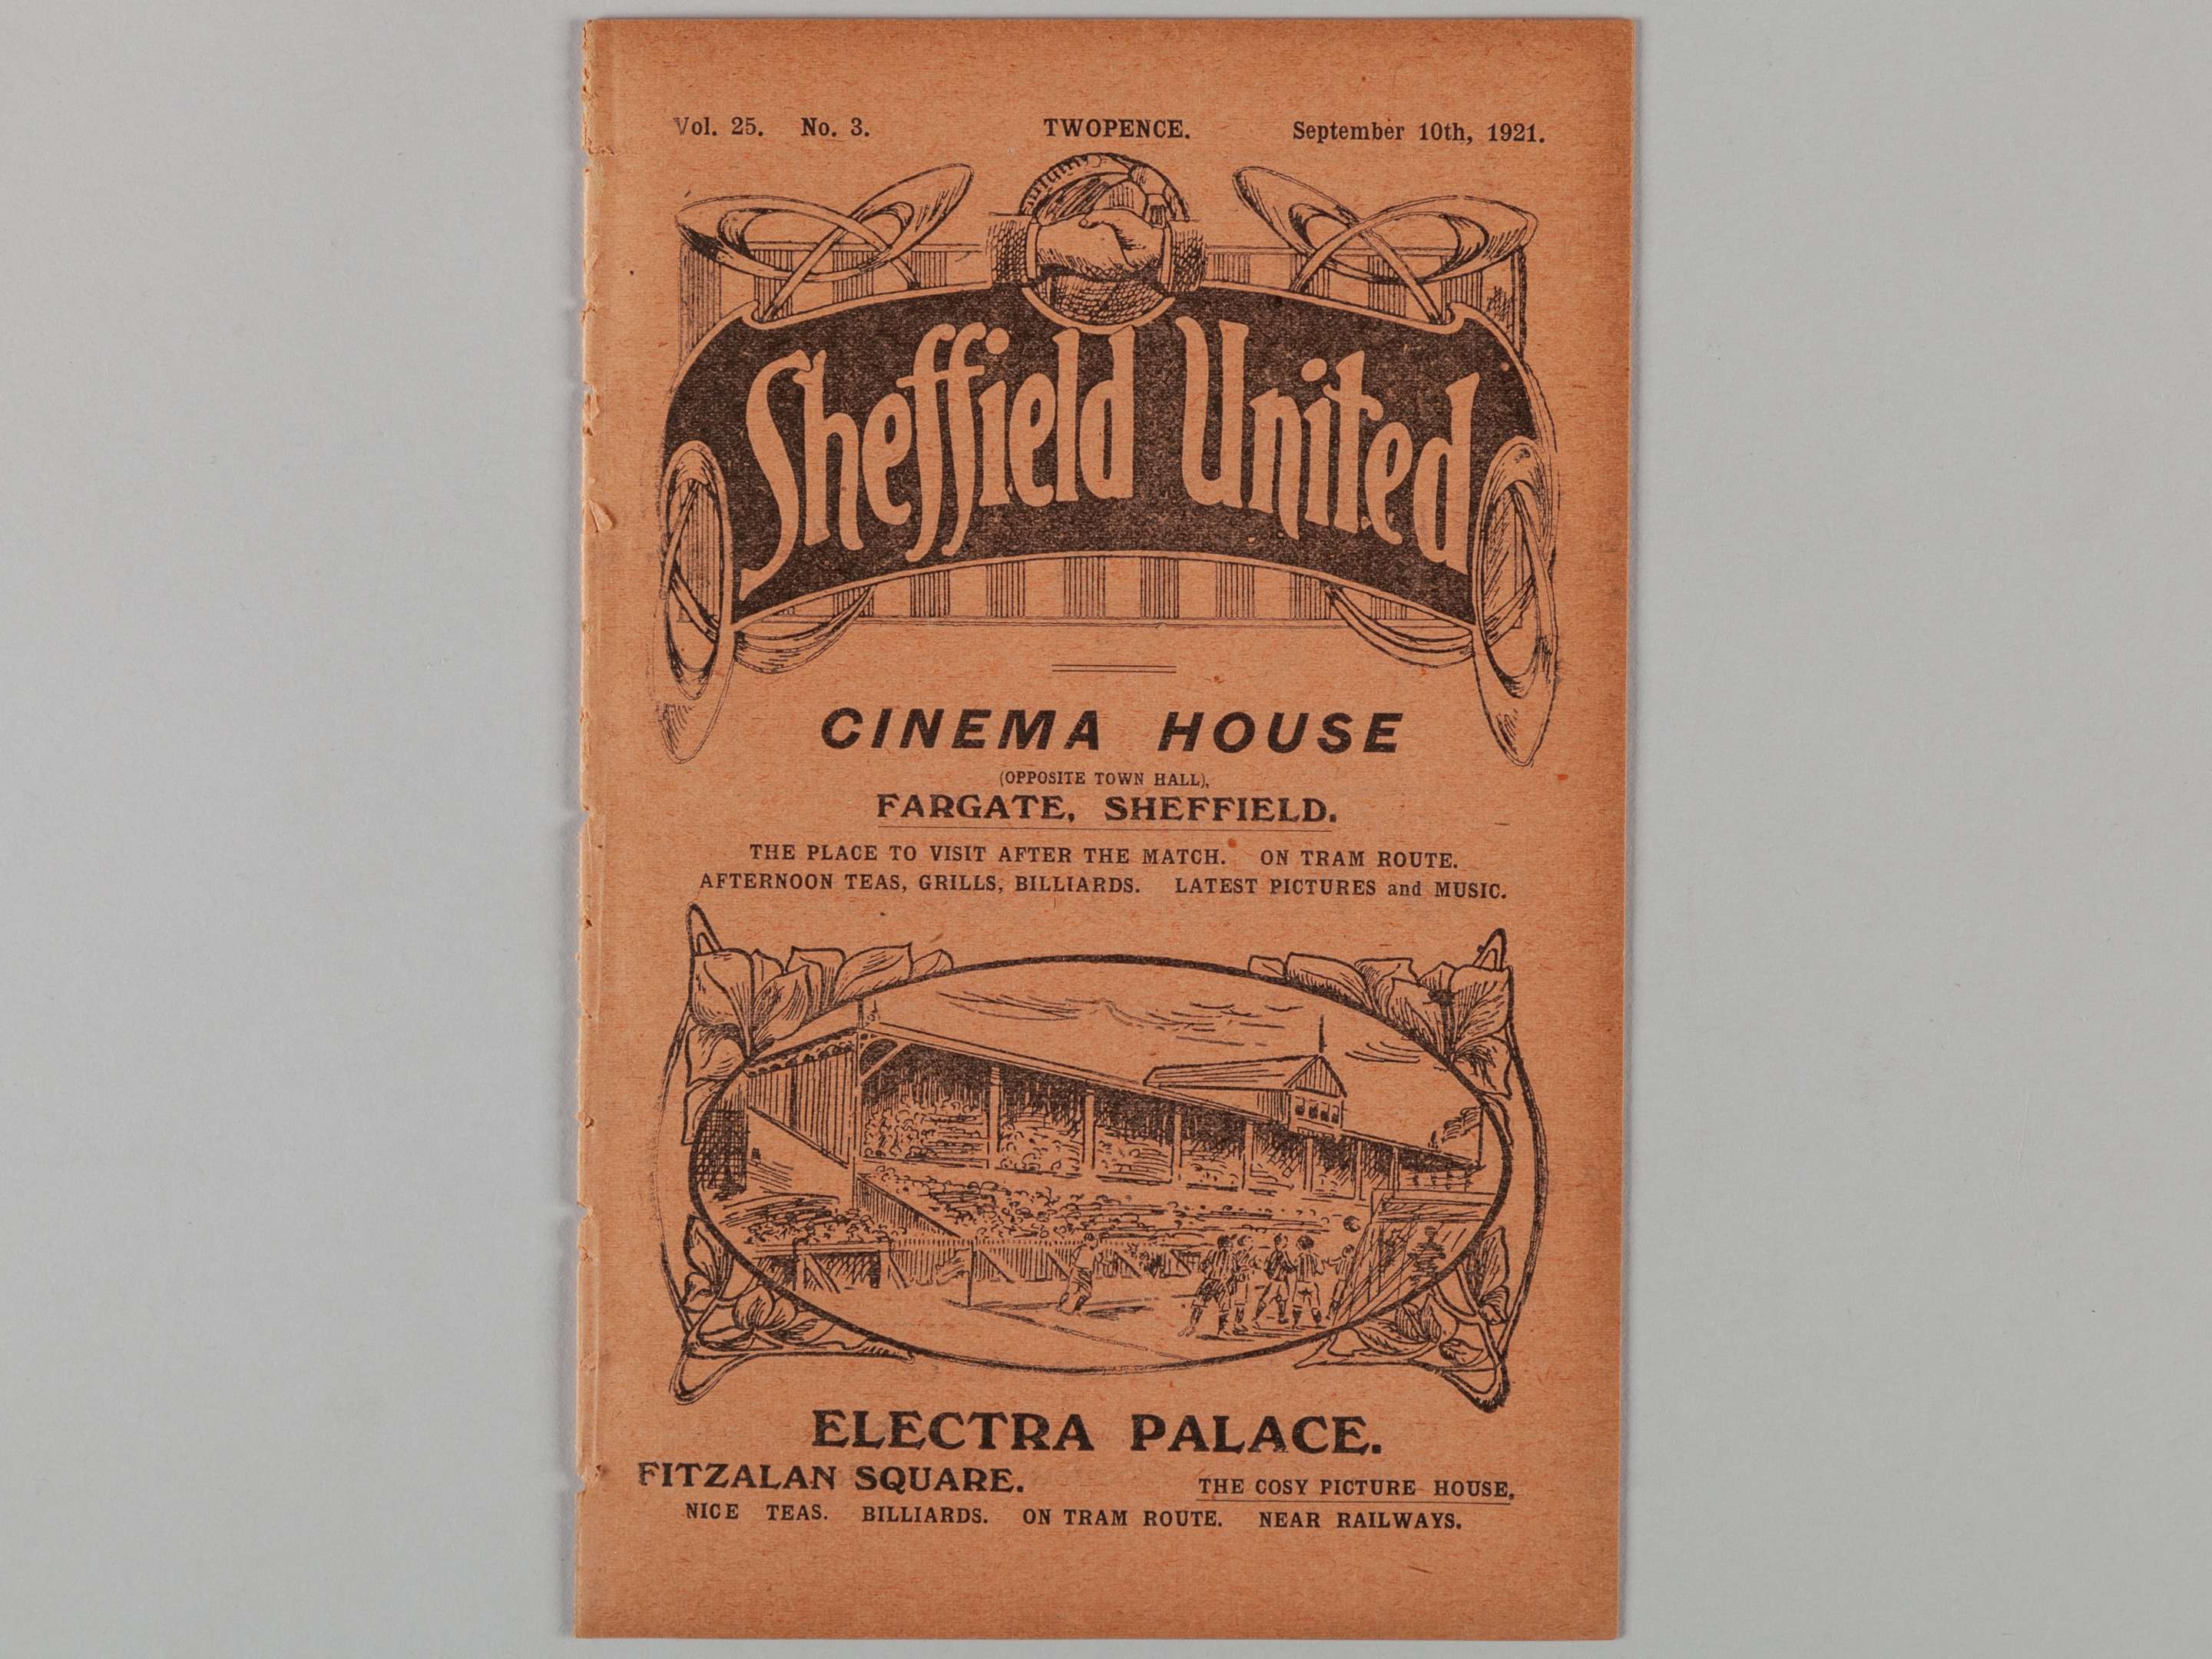 Vol. 25. No. 3. TWOPENCE. September 10th, 1921.
Sheffield United
CINEMA HOUSE
(OPPOSITE TOWN HALL),
FARGATE, SHEFFIELD.
THE PLACE TO VISIT AFTER THE MATCH. ON TRAM ROUTE.
AFTERNOON TEAS, GRILLS, BILLIARDS. LATEST PICTURES and MUSIC.
ELECTRA PALACE.
FITZALAN SQUARE. THE COSY PICTURE HOUSE.
NICE TEAS. BILLIARDS. ON TRAM ROUTE. NEAR RAILWAYS.